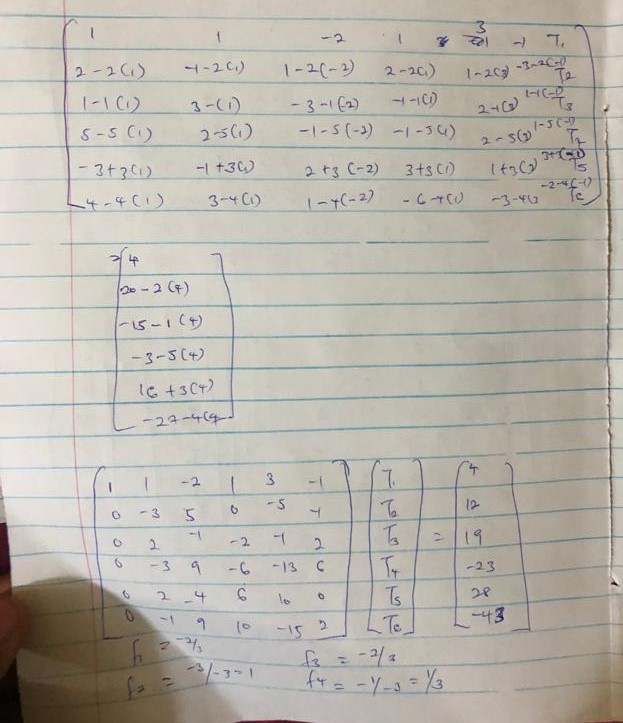 1 1 -2 1 3 -1 T1
2-2(1) -1-2(1) 1-2(-2) 2-2(1) 1-2(3) -3-2(-1) T2
1-1(1) 3-(1) -3-1(-2) -1-1(1) 2-1(3) 1-1(-1) T3
5-5(1) 2-5(1) -1-5(-2) -1-5(1) 2-5(3) 1-5(-1) T2
-3+3(1) -1+3(1) 2+3(-2) 3+3(1) 1+3(3) 3+3(-1) T5
4-4(1) 3-4(1) 1-4(-2) -6-4(1) -3-4(3 -2-4(-1) T6
= 4
20-2(4)
-15-1(4)
-3-5(4)
16+3(4)
-27-4(4
1 1 -2 1 3 -1 T1 4
0 -3 5 0 -5 -1 T2 12
0 2 -1 -2 -1 2 T3 = 19
0 -3 9 -6 -13 6 T4 -23
0 2 -4 6 10 0 T5 28
0 -1 9 10 -15 2 T6 -43
f1 = -2/3 f3 = -2/3
f2 = -3/-3=1 f4 = -1/-3 = 1/3